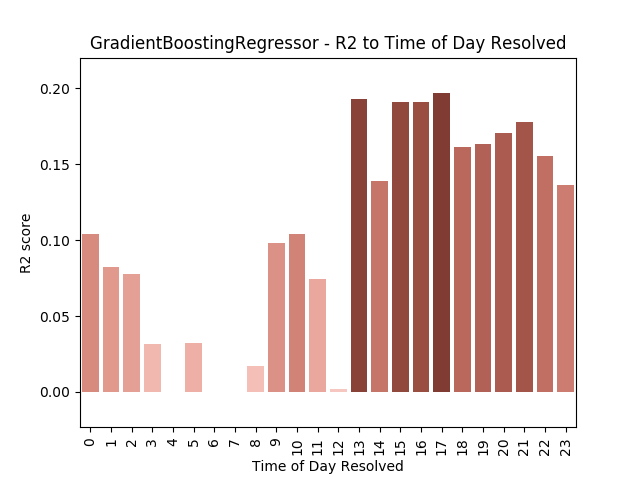 GradientBoostingRegressor - R2 to Time of Day Resolved
0.20
0.15
0.10
0.05
0.00
R2 score
0 1 2 3 4 5 6 7 8 9 10 11 12 13 14 15 16 17 18 19 20 21 22 23
Time of Day Resolved